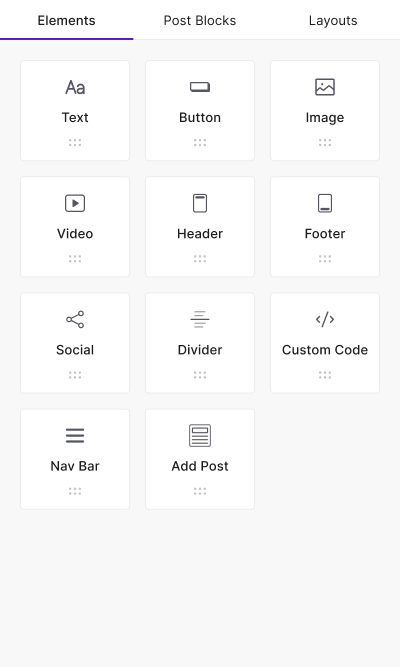 Elements Post Blocks Layouts
Aa
Text Button Image
Video Header Footer
Social Divider Custom Code
Nav Bar Add Post